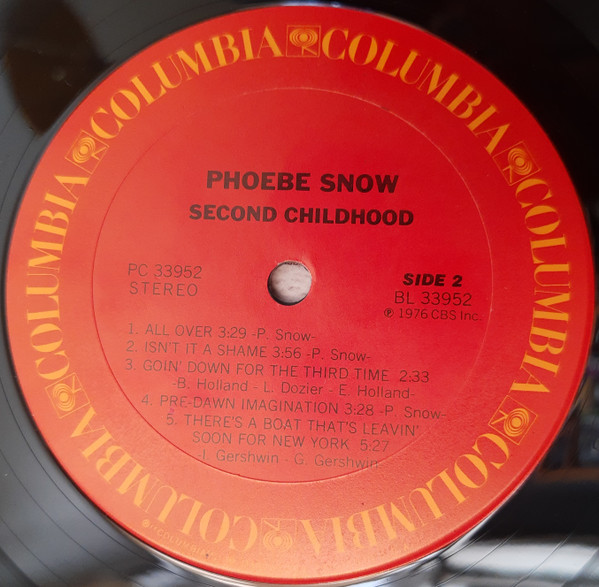 COLUMBIA COLUMBIA COLUMBIA COLUMBIA COLUMBIA COLUMBIA COLUMBIA COLUMBIA
PHOEBE SNOW
SECOND CHILDHOOD
PC 33952
STEREO
SIDE 2
BL 33952
℗ 1976 CBS Inc.
1. ALL OVER 3:29 -P. Snow-
2. ISN'T IT A SHAME 3:56 -P. Snow-
3. GOIN' DOWN FOR THE THIRD TIME 2:33
-B. Holland - L. Dozier - E. Holland-
4. PRE-DAWN IMAGINATION 3:28 -P. Snow-
5. THERE'S A BOAT THAT'S LEAVIN'
SOON FOR NEW YORK 5:27
-I. Gershwin - G. Gershwin-
"COLUMBIA